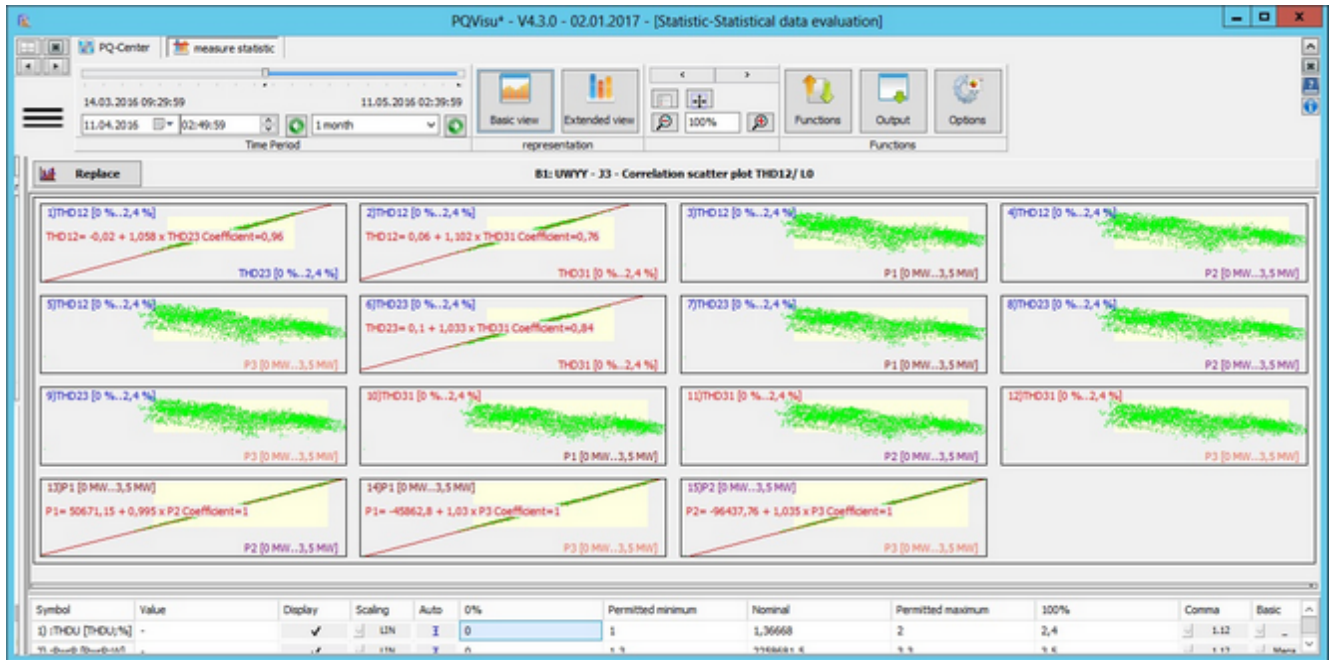 PQVisu* - V4.3.0 - 02.01.2017 - [Statistic-Statistical data evaluation]
PQ-Center measure statistic
14.03.2016 09:29:59 11.05.2016 02:39:59
11.04.2016 02:49:59 1 month
Time Period
Basic view Extended view
representation
100%
Functions Output Options
Functions
Replace
B1: UWYY - J3 - Correlation scatter plot THD12/ L0
1)THD12 [0 %...2,4 %]
THD12= -0,02 + 1,058 x THD23 Coefficient=0,96
THD23 [0 %...2,4 %]
2)THD12 [0 %...2,4 %]
THD12= 0,06 + 1,102 x THD31 Coefficient=0,76
THD31 [0 %...2,4 %]
3)THD12 [0 %...2,4 %]
P1 [0 MW...3,5 MW]
4)THD12 [0 %...2,4 %]
P2 [0 MW...3,5 MW]
5)THD12 [0 %...2,4 %]
P3 [0 MW...3,5 MW]
6)THD23 [0 %...2,4 %]
THD23= 0,1 + 1,033 x THD31 Coefficient=0,84
THD31 [0 %...2,4 %]
7)THD23 [0 %...2,4 %]
P1 [0 MW...3,5 MW]
8)THD23 [0 %...2,4 %]
P2 [0 MW...3,5 MW]
9)THD23 [0 %...2,4 %]
P3 [0 MW...3,5 MW]
10)THD31 [0 %...2,4 %]
P1 [0 MW...3,5 MW]
11)THD31 [0 %...2,4 %]
P2 [0 MW...3,5 MW]
12)THD31 [0 %...2,4 %]
P3 [0 MW...3,5 MW]
13)P1 [0 MW...3,5 MW]
P1= 50671,15 + 0,995 x P2 Coefficient=1
P2 [0 MW...3,5 MW]
14)P1 [0 MW...3,5 MW]
P1= -45862,8 + 1,03 x P3 Coefficient=1
P3 [0 MW...3,5 MW]
15)P2 [0 MW...3,5 MW]
P2= -96437,76 + 1,035 x P3 Coefficient=1
P3 [0 MW...3,5 MW]
Symbol Value Display Scaling Auto 0% Permitted minimum Nominal Permitted maximum 100% Comma Basic
1) :THDU [THDU;%] - LIN I 0 1 1,36668 2 2,4 1.12 _
LIN 0 1,3 2259681,5 3,3 3,5 1.12 Mega